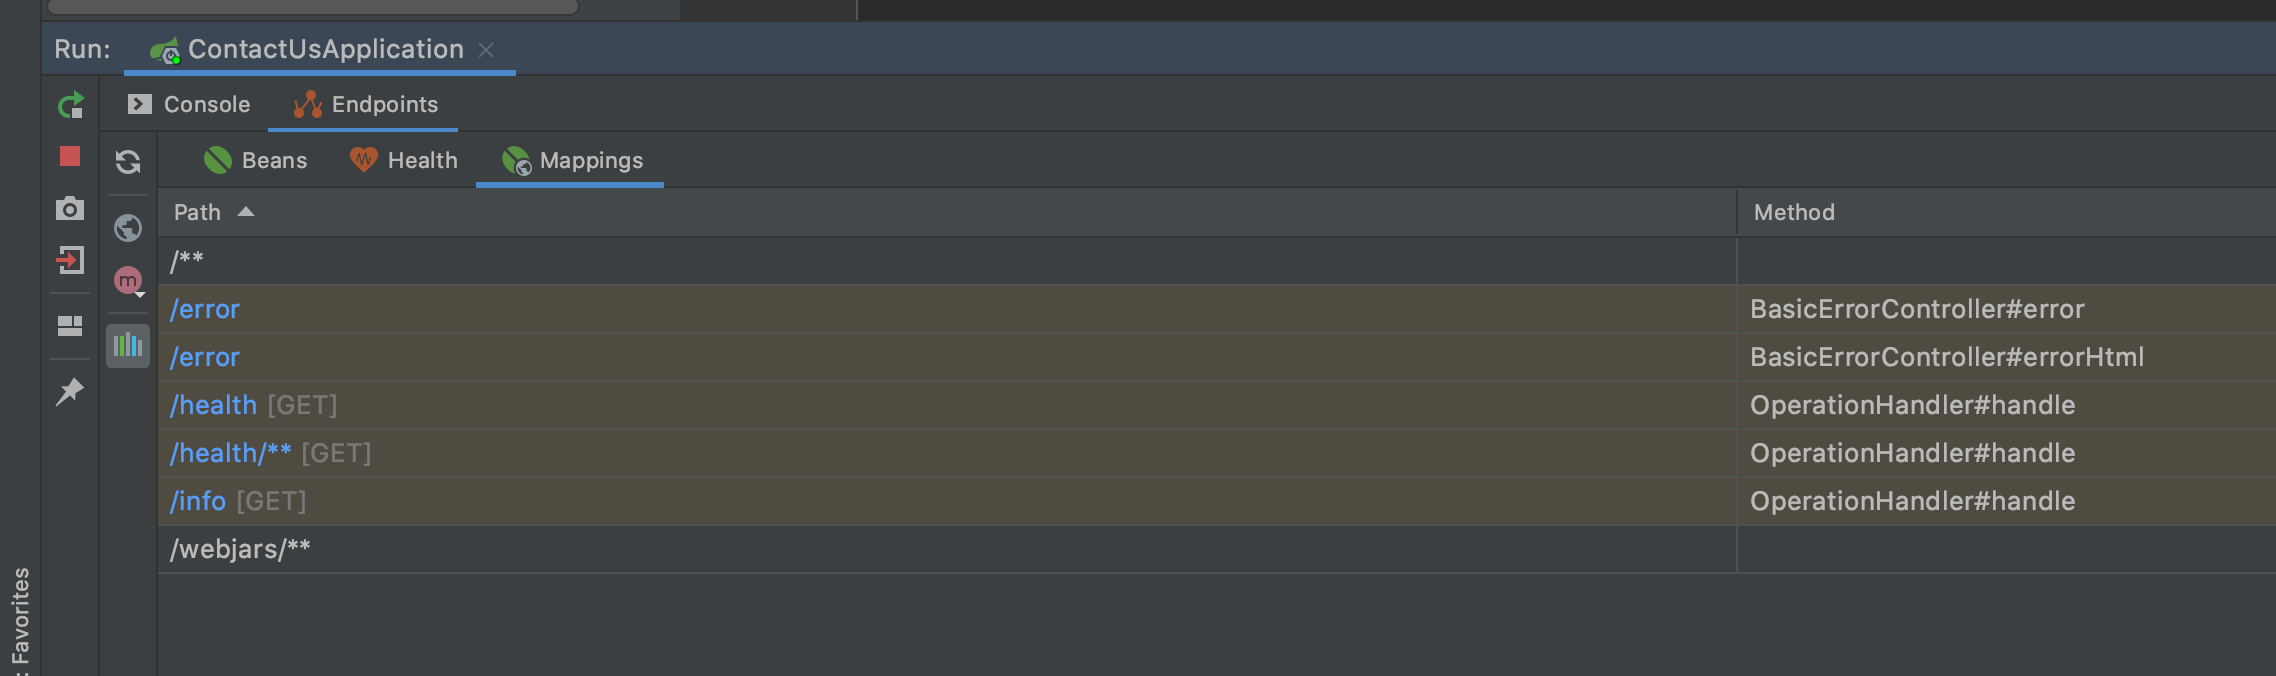 Run: ContactUsApplication
Console Endpoints
Beans Health Mappings
Path Method
/**
/error BasicErrorController#error
/error BasicErrorController#errorHtml
/health [GET] OperationHandler#handle
/health/** [GET] OperationHandler#handle
/info [GET] OperationHandler#handle
/webjars/**
Favorites